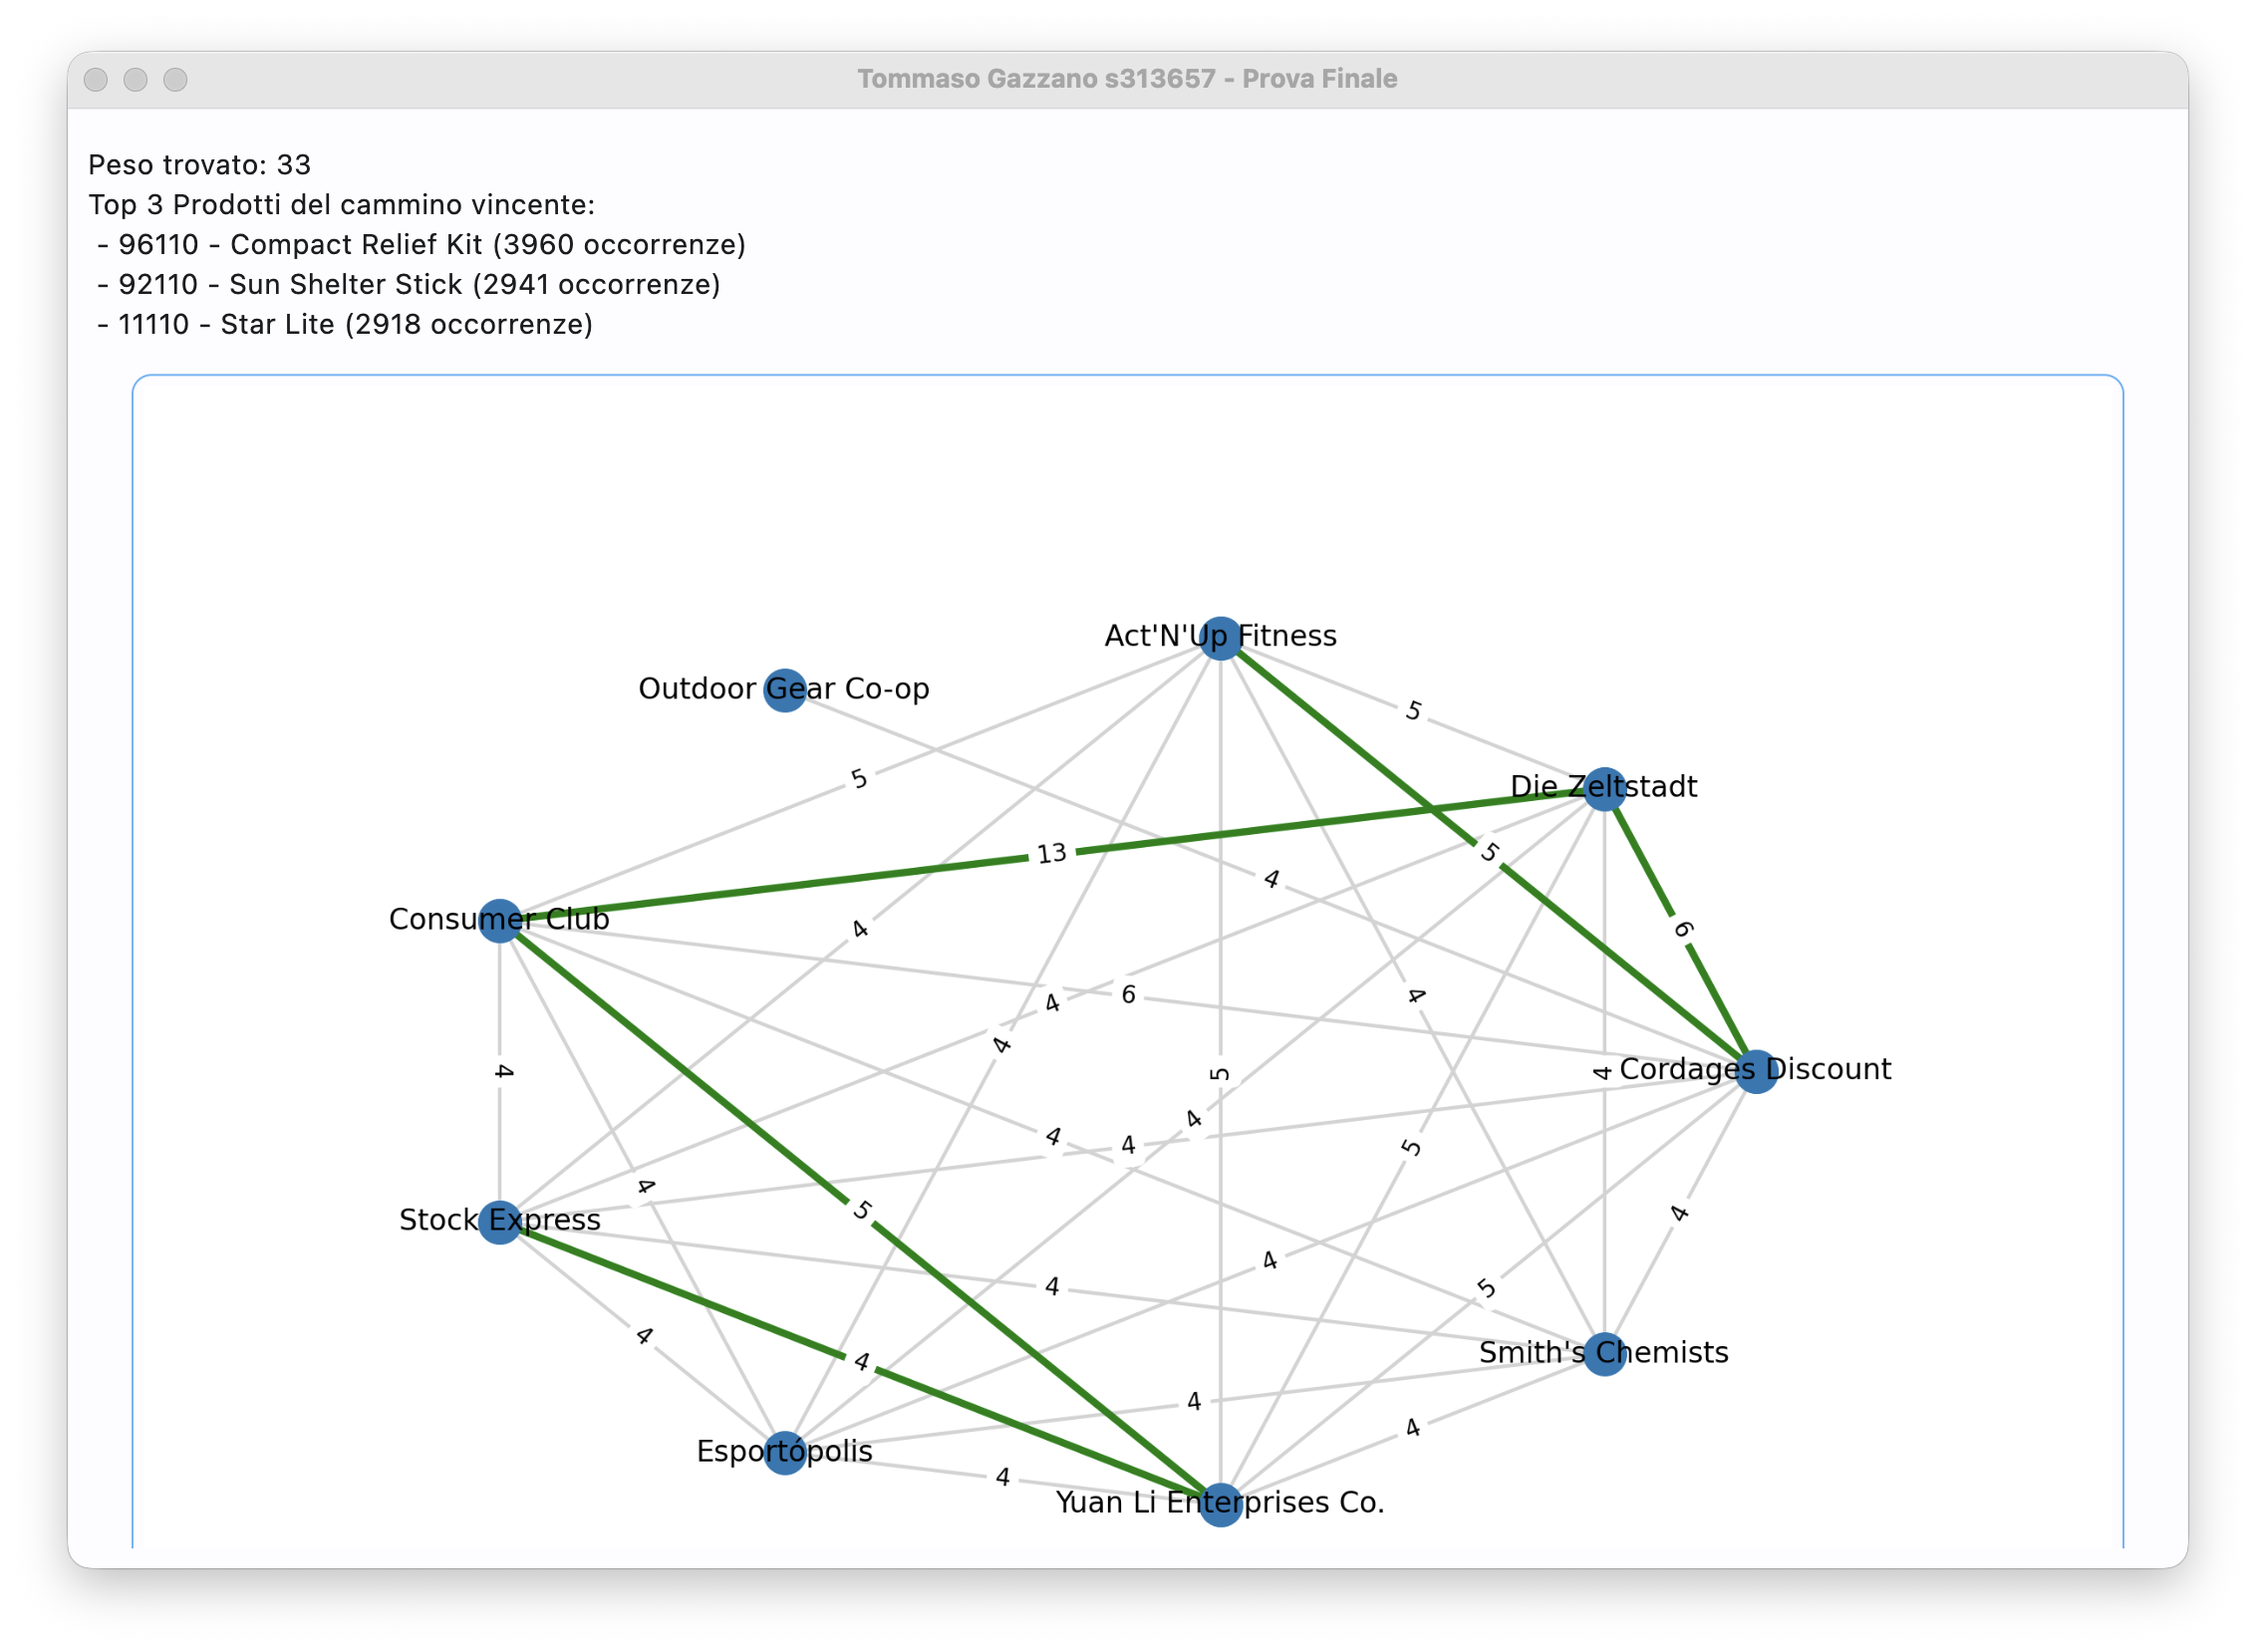 Tommaso Gazzano s313657 - Prova Finale
Peso trovato: 33
Top 3 Prodotti del cammino vincente:
- 96110 - Compact Relief Kit (3960 occorrenze)
- 92110 - Sun Shelter Stick (2941 occorrenze)
- 11110 - Star Lite (2918 occorrenze)
Act'N'Up Fitness
Outdoor Gear Co-op
5
5
Die Zeltstadt
13
5
4
Consumer Club
4
6
4
6
4
4
4
4
5
4
Cordages Discount
4
4
4
5
4
5
Stock Express
4
4
4
5
4
Smith's Chemists
4
4
4
Esportópolis
4
Yuan Li Enterprises Co.